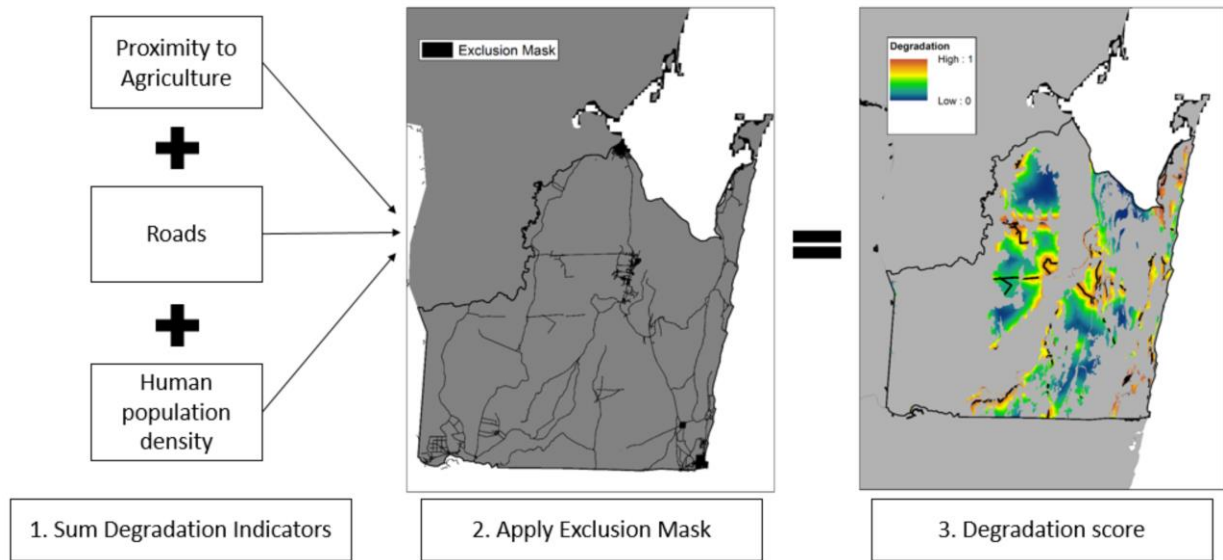 Proximity to
Agriculture
Roads
Human
population
density
1. Sum Degradation Indicators
Exclusion Mask
2. Apply Exclusion Mask
Degradation
High : 1
Low : 0
3. Degradation score